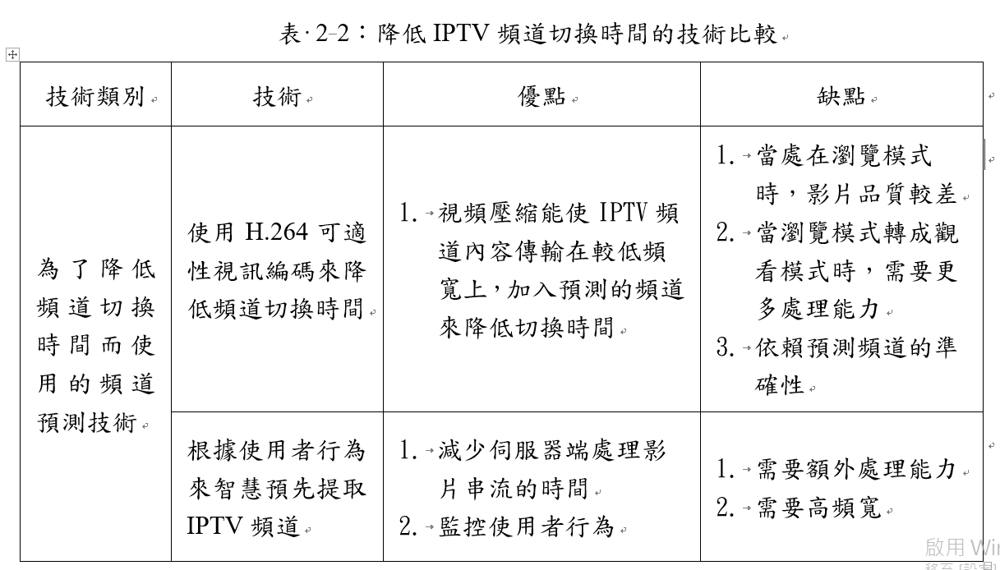 表 2-2：降低 IPTV 頻道切換時間的技術比較
技術類別
技術
優點
缺點
為了降低
頻道切換
時間而使
用的頻道
預測技術
使用 H.264 可適
性視訊編碼來降
低頻道切換時間
1. 視頻壓縮能使 IPTV 頻
道內容傳輸在較低頻
寬上，加入預測的頻道
來降低切換時間
1. 當處在瀏覽模式
時，影片品質較差
2. 當瀏覽模式轉成觀
看模式時，需要更
多處理能力
3. 依賴預測頻道的準
確性
根據使用者行為
來智慧預先提取
IPTV 頻道
1. 減少伺服器端處理影
片串流的時間
2. 監控使用者行為
1. 需要額外處理能力
2. 需要高頻寬
啟用 Win
移至 [設定]